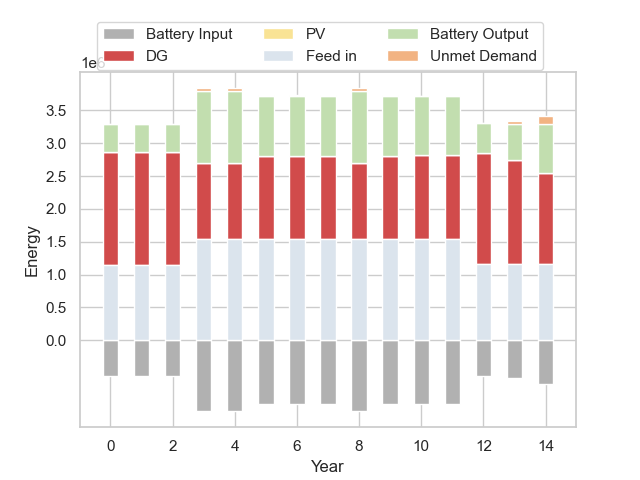 Battery Input PV Battery Output
DG Feed in Unmet Demand
1e6
3.5
3.0
2.5
2.0
1.5
1.0
0.5
0.0
Energy
0 2 4 6 8 10 12 14
Year